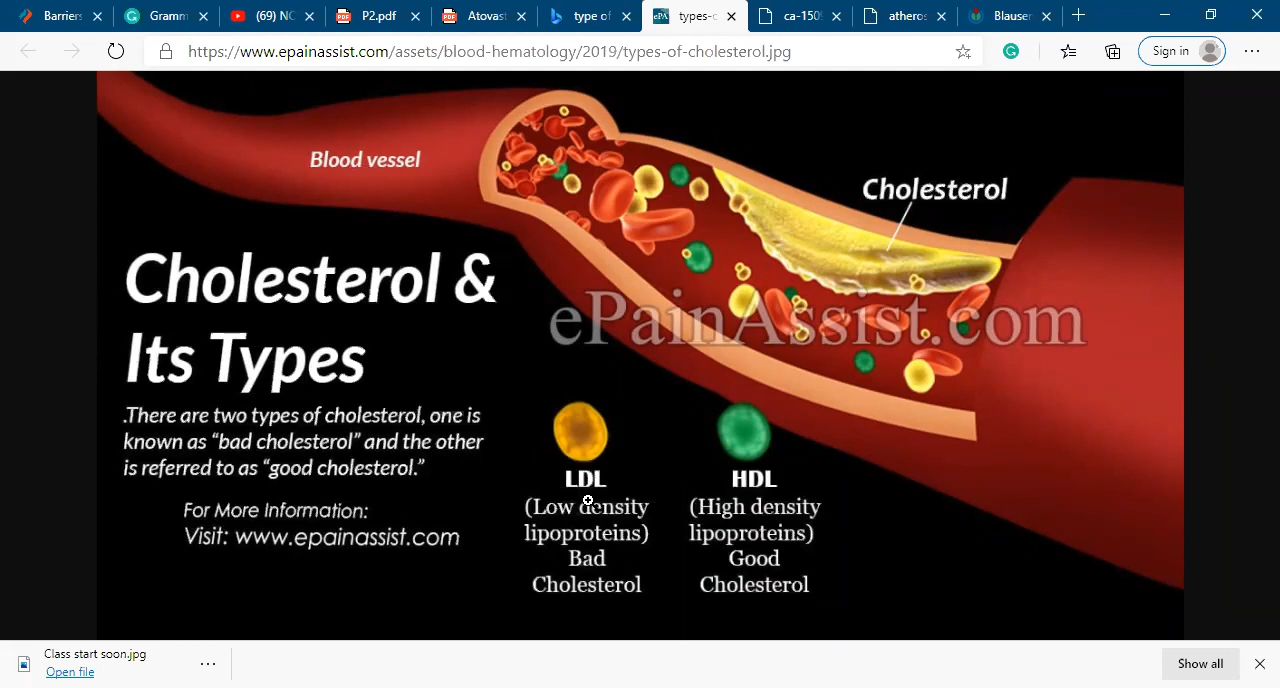 Barriers
Gramm
(69) NC
P2.pdf
Atovast
type of
types-c
ca-150
atheros
Blauser
https://www.epainassist.com/assets/blood-hematology/2019/types-of-cholesterol.jpg
Sign in
Blood vessel
Cholesterol
Cholesterol &
Its Types
ePainAssist.com
.There are two types of cholesterol, one is
known as "bad cholesterol" and the other
is referred to as "good cholesterol."
For More Information:
Visit: www.epainassist.com
LDL
(Low density
lipoproteins)
Bad
Cholesterol
HDL
(High density
lipoproteins)
Good
Cholesterol
Class start soon.jpg
Open file
Show all